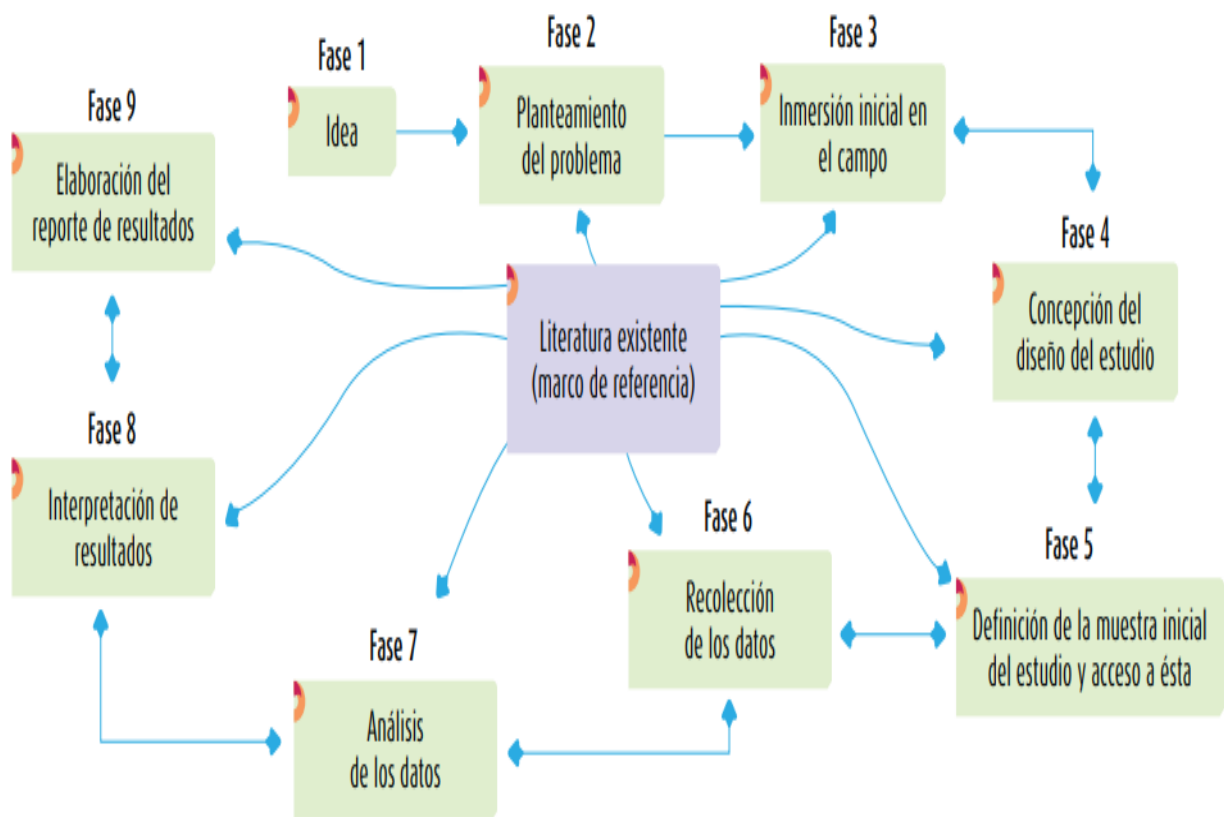 Fase 1
Idea
Fase 2
Planteamiento
del problema
Fase 3
Inmersión inicial en
el campo
Fase 4
Concepción del
diseño del estudio
Fase 5
Definición de la muestra inicial
del estudio y acceso a ésta
Fase 6
Recolección
de los datos
Fase 7
Análisis
de los datos
Fase 8
Interpretación de
resultados
Fase 9
Elaboración del
reporte de resultados
Literatura existente
(marco de referencia)